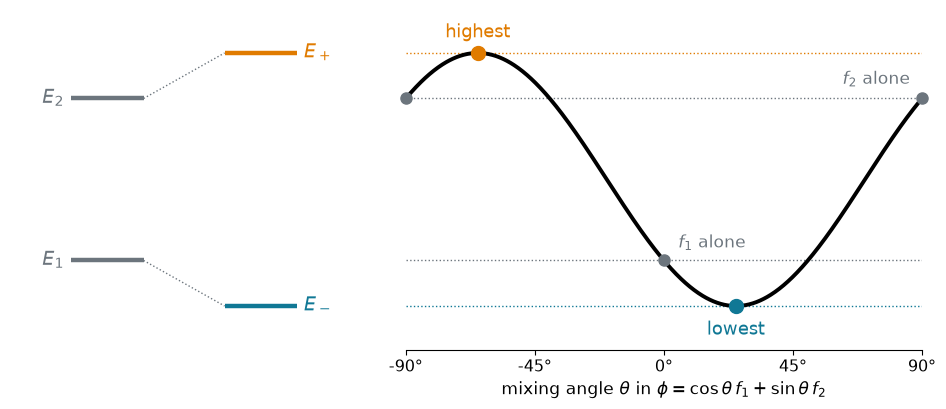 highest
E₊
E₂
f₂ alone
E₁
f₁ alone
E₋
lowest
-90° -45° 0° 45° 90°
mixing angle θ in ϕ = cos θ f₁ + sin θ f₂